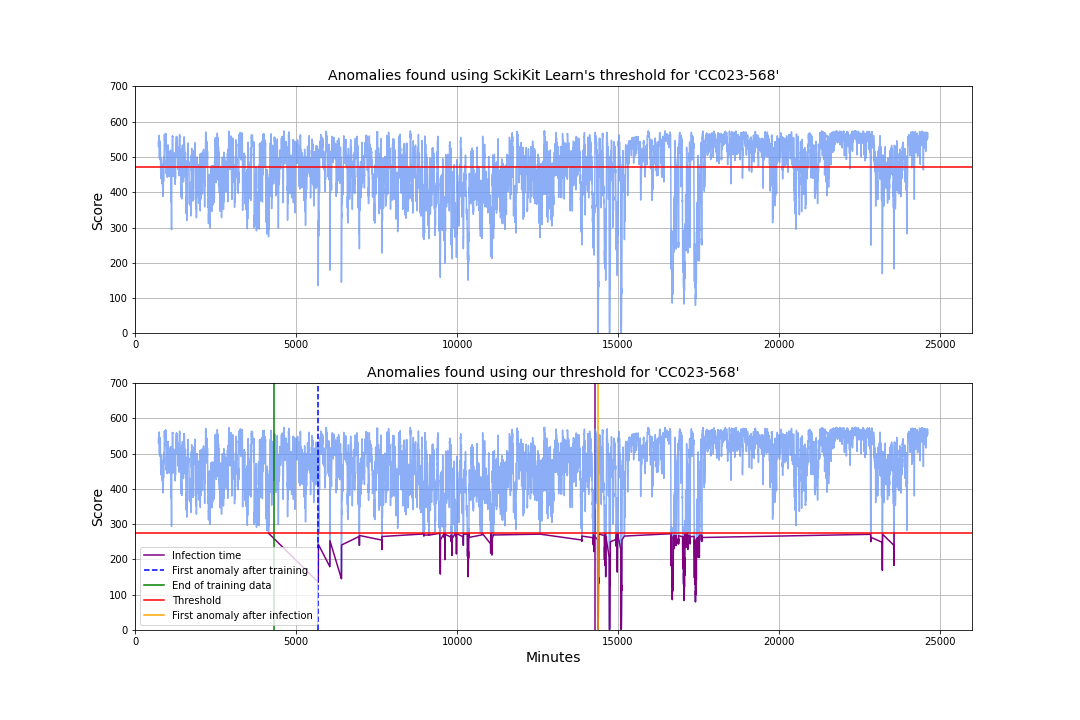 Anomalies found using SckiKit Learn's threshold for 'CC023-568'
700
600
500
400
300
200
100
0
Score
0 5000 10000 15000 20000 25000
Anomalies found using our threshold for 'CC023-568'
700
600
500
400
300
200
100
0
Score
Infection time
First anomaly after training
End of training data
Threshold
First anomaly after infection
0 5000 10000 15000 20000 25000
Minutes